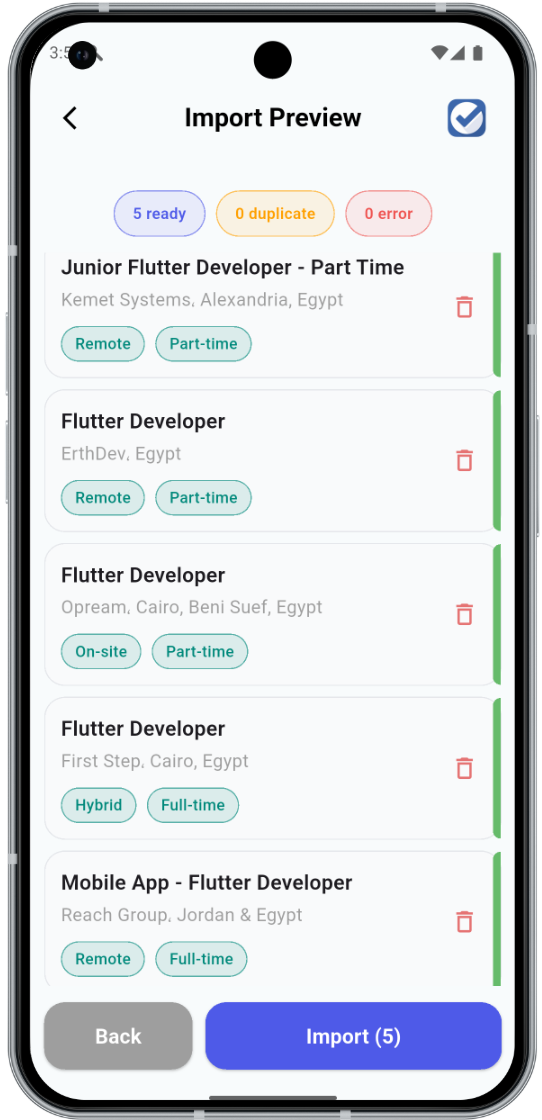 Import Preview
5 ready
0 duplicate
0 error
Junior Flutter Developer - Part Time
Kemet Systems, Alexandria, Egypt
Remote
Part-time
Flutter Developer
ErthDev, Egypt
Remote
Part-time
Flutter Developer
Opream, Cairo, Beni Suef, Egypt
On-site
Part-time
Flutter Developer
First Step, Cairo, Egypt
Hybrid
Full-time
Mobile App - Flutter Developer
Reach Group, Jordan & Egypt
Remote
Full-time
Back
Import (5)